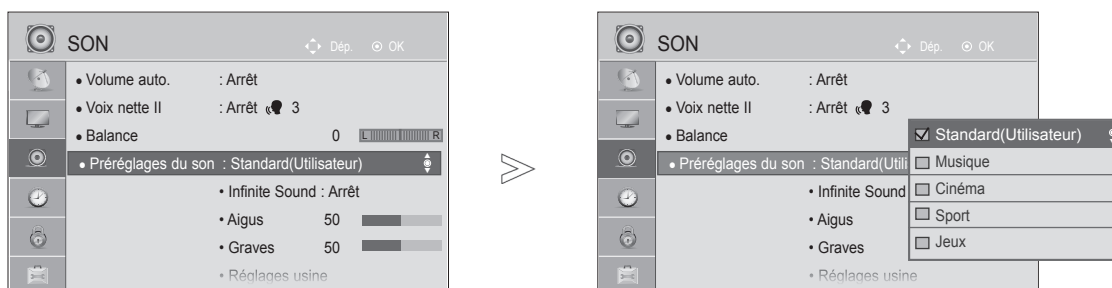 SON
Dép. OK
• Volume auto. : Arrêt
• Voix nette II : Arrêt 3
• Balance 0 L R
• Préréglages du son : Standard(Utilisateur)
• Infinite Sound : Arrêt
• Aigus 50
• Graves 50
• Réglages usine
SON
Dép. OK
• Volume auto. : Arrêt
• Voix nette II : Arrêt 3
• Balance
• Préréglages du son : Standard(Utili
• Infinite Sound
• Aigus
• Graves
• Réglages usine
Standard(Utilisateur)
Musique
Cinéma
Sport
Jeux